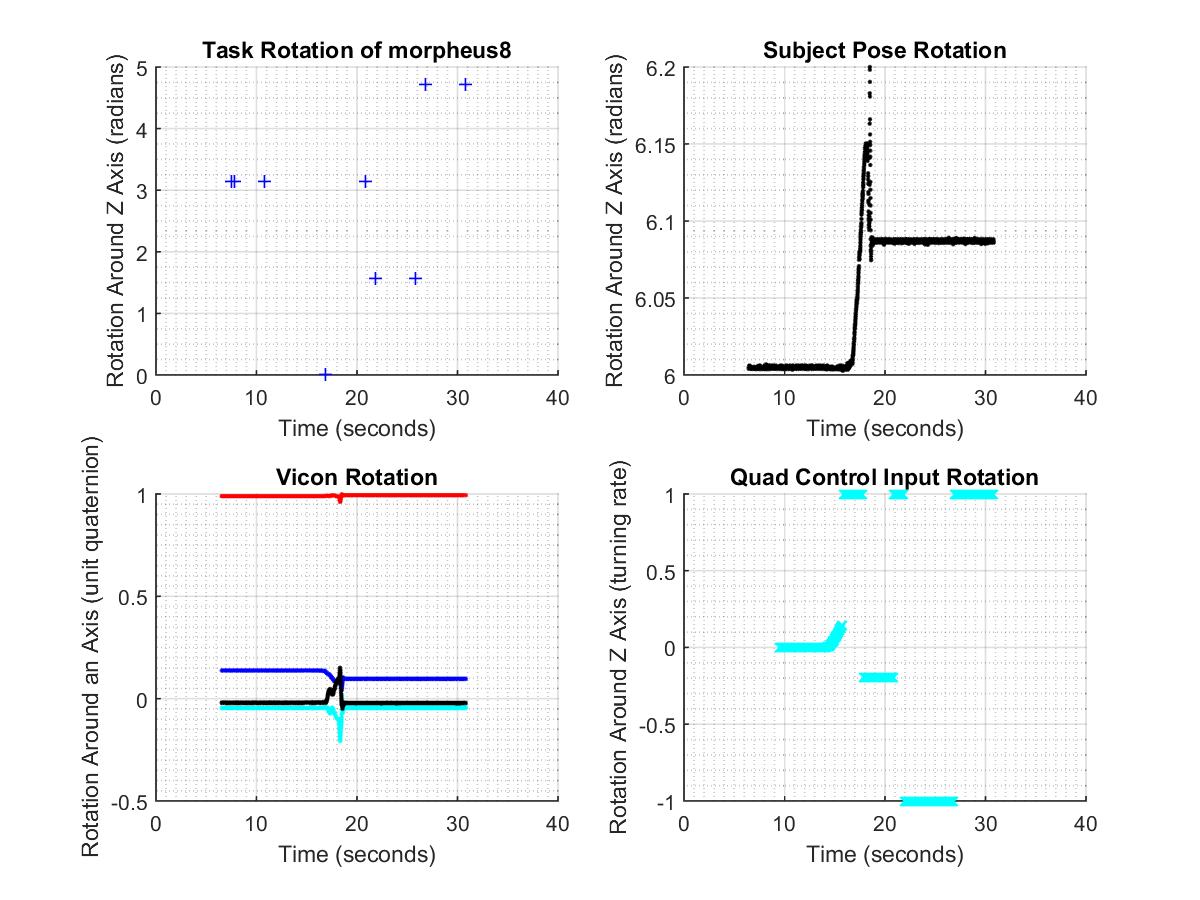 Task Rotation of morpheus8
Rotation Around Z Axis (radians)
5
4
3
2
1
0
0 10 20 30 40
Time (seconds)
Subject Pose Rotation
Rotation Around Z Axis (radians)
6.2
6.15
6.1
6.05
6
0 10 20 30 40
Time (seconds)
Vicon Rotation
Rotation Around an Axis (unit quaternion)
1
0.5
0
-0.5
0 10 20 30 40
Time (seconds)
Quad Control Input Rotation
Rotation Around Z Axis (turning rate)
1
0.5
0
-0.5
-1
0 10 20 30 40
Time (seconds)